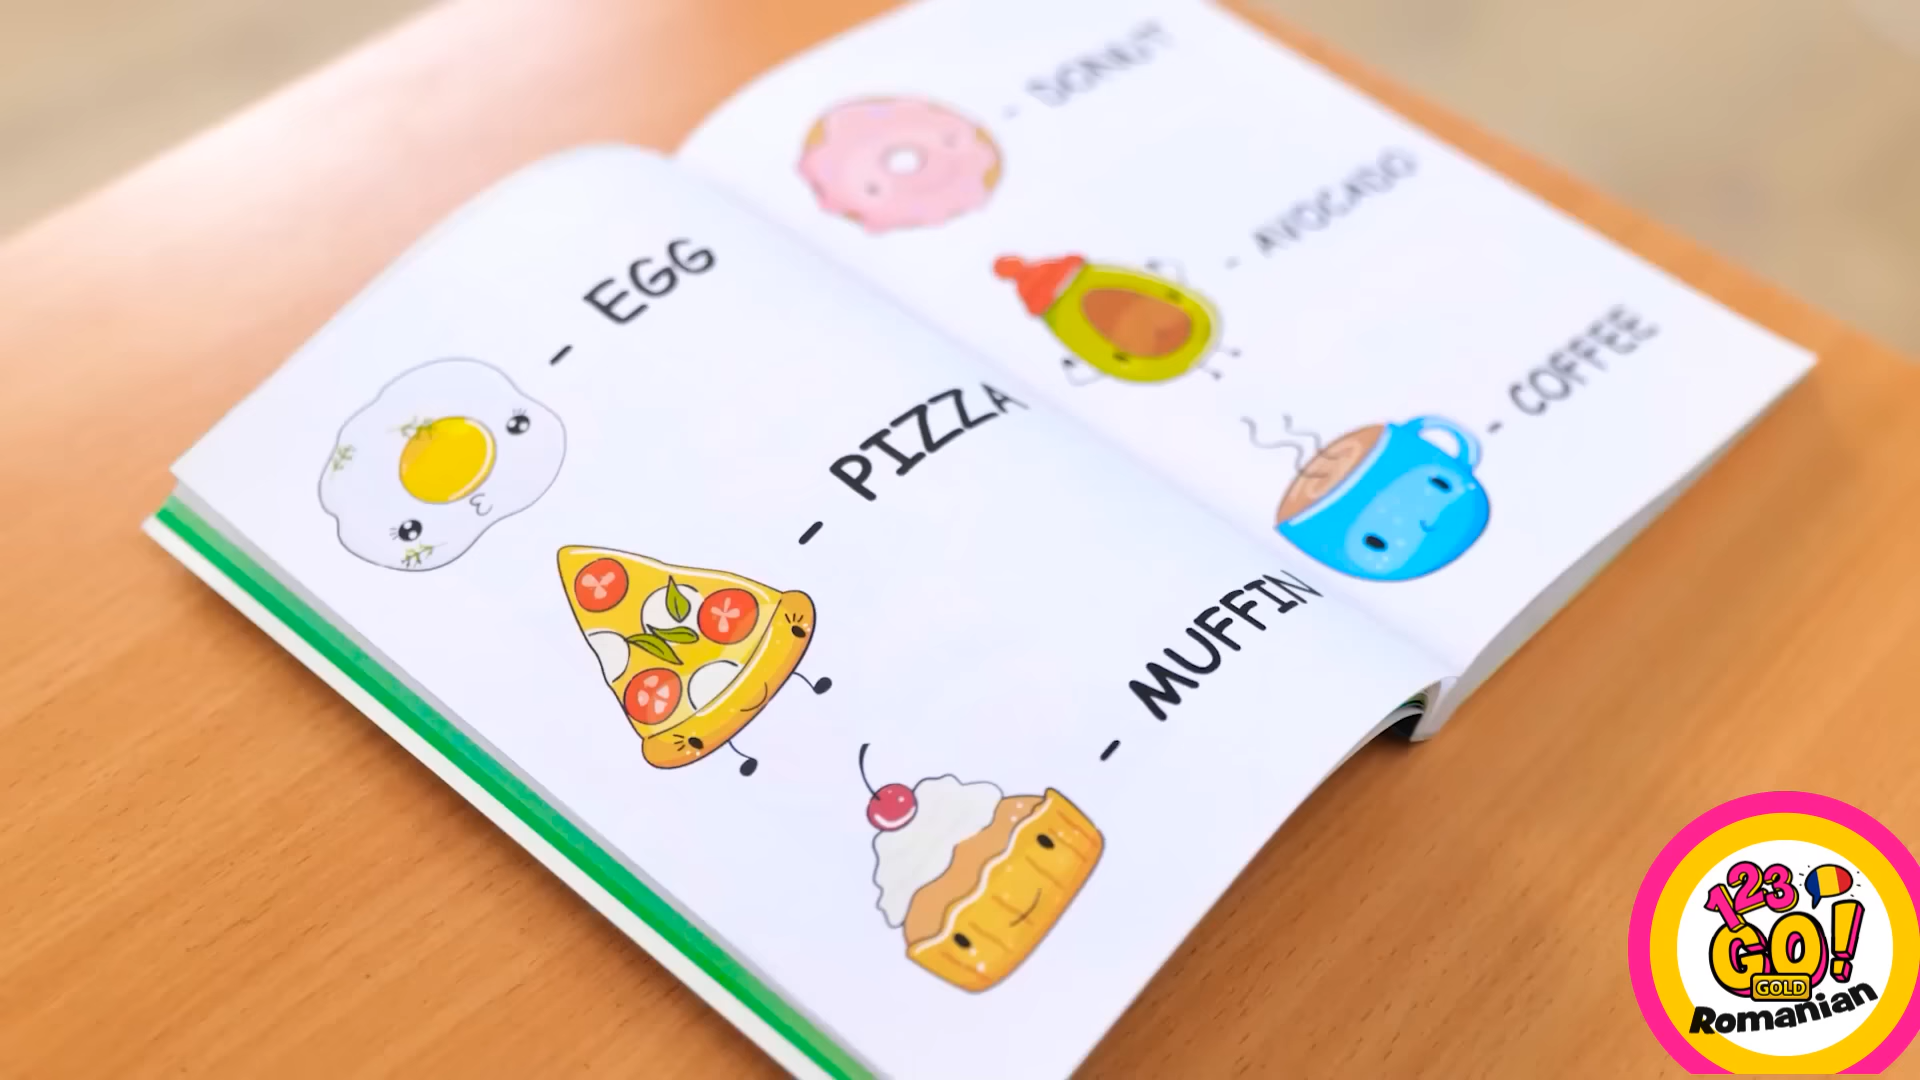 - EGG
- PIZZA
- MUFFIN
- DONUT
- AVOCADO
- COFFEE
123
GO!
GOLD
Romanian